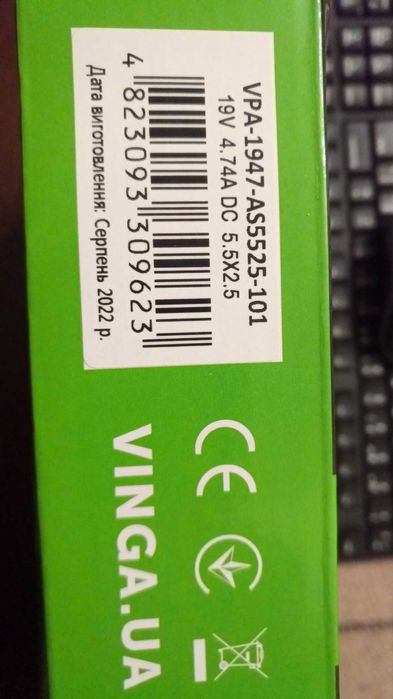 VPA-1947-AS5525-101
19V 4.74A DC 5.5X2.5
4 823093 309623
Дата виготовлення: Серпень 2022 р.
CE
VINGA.UA